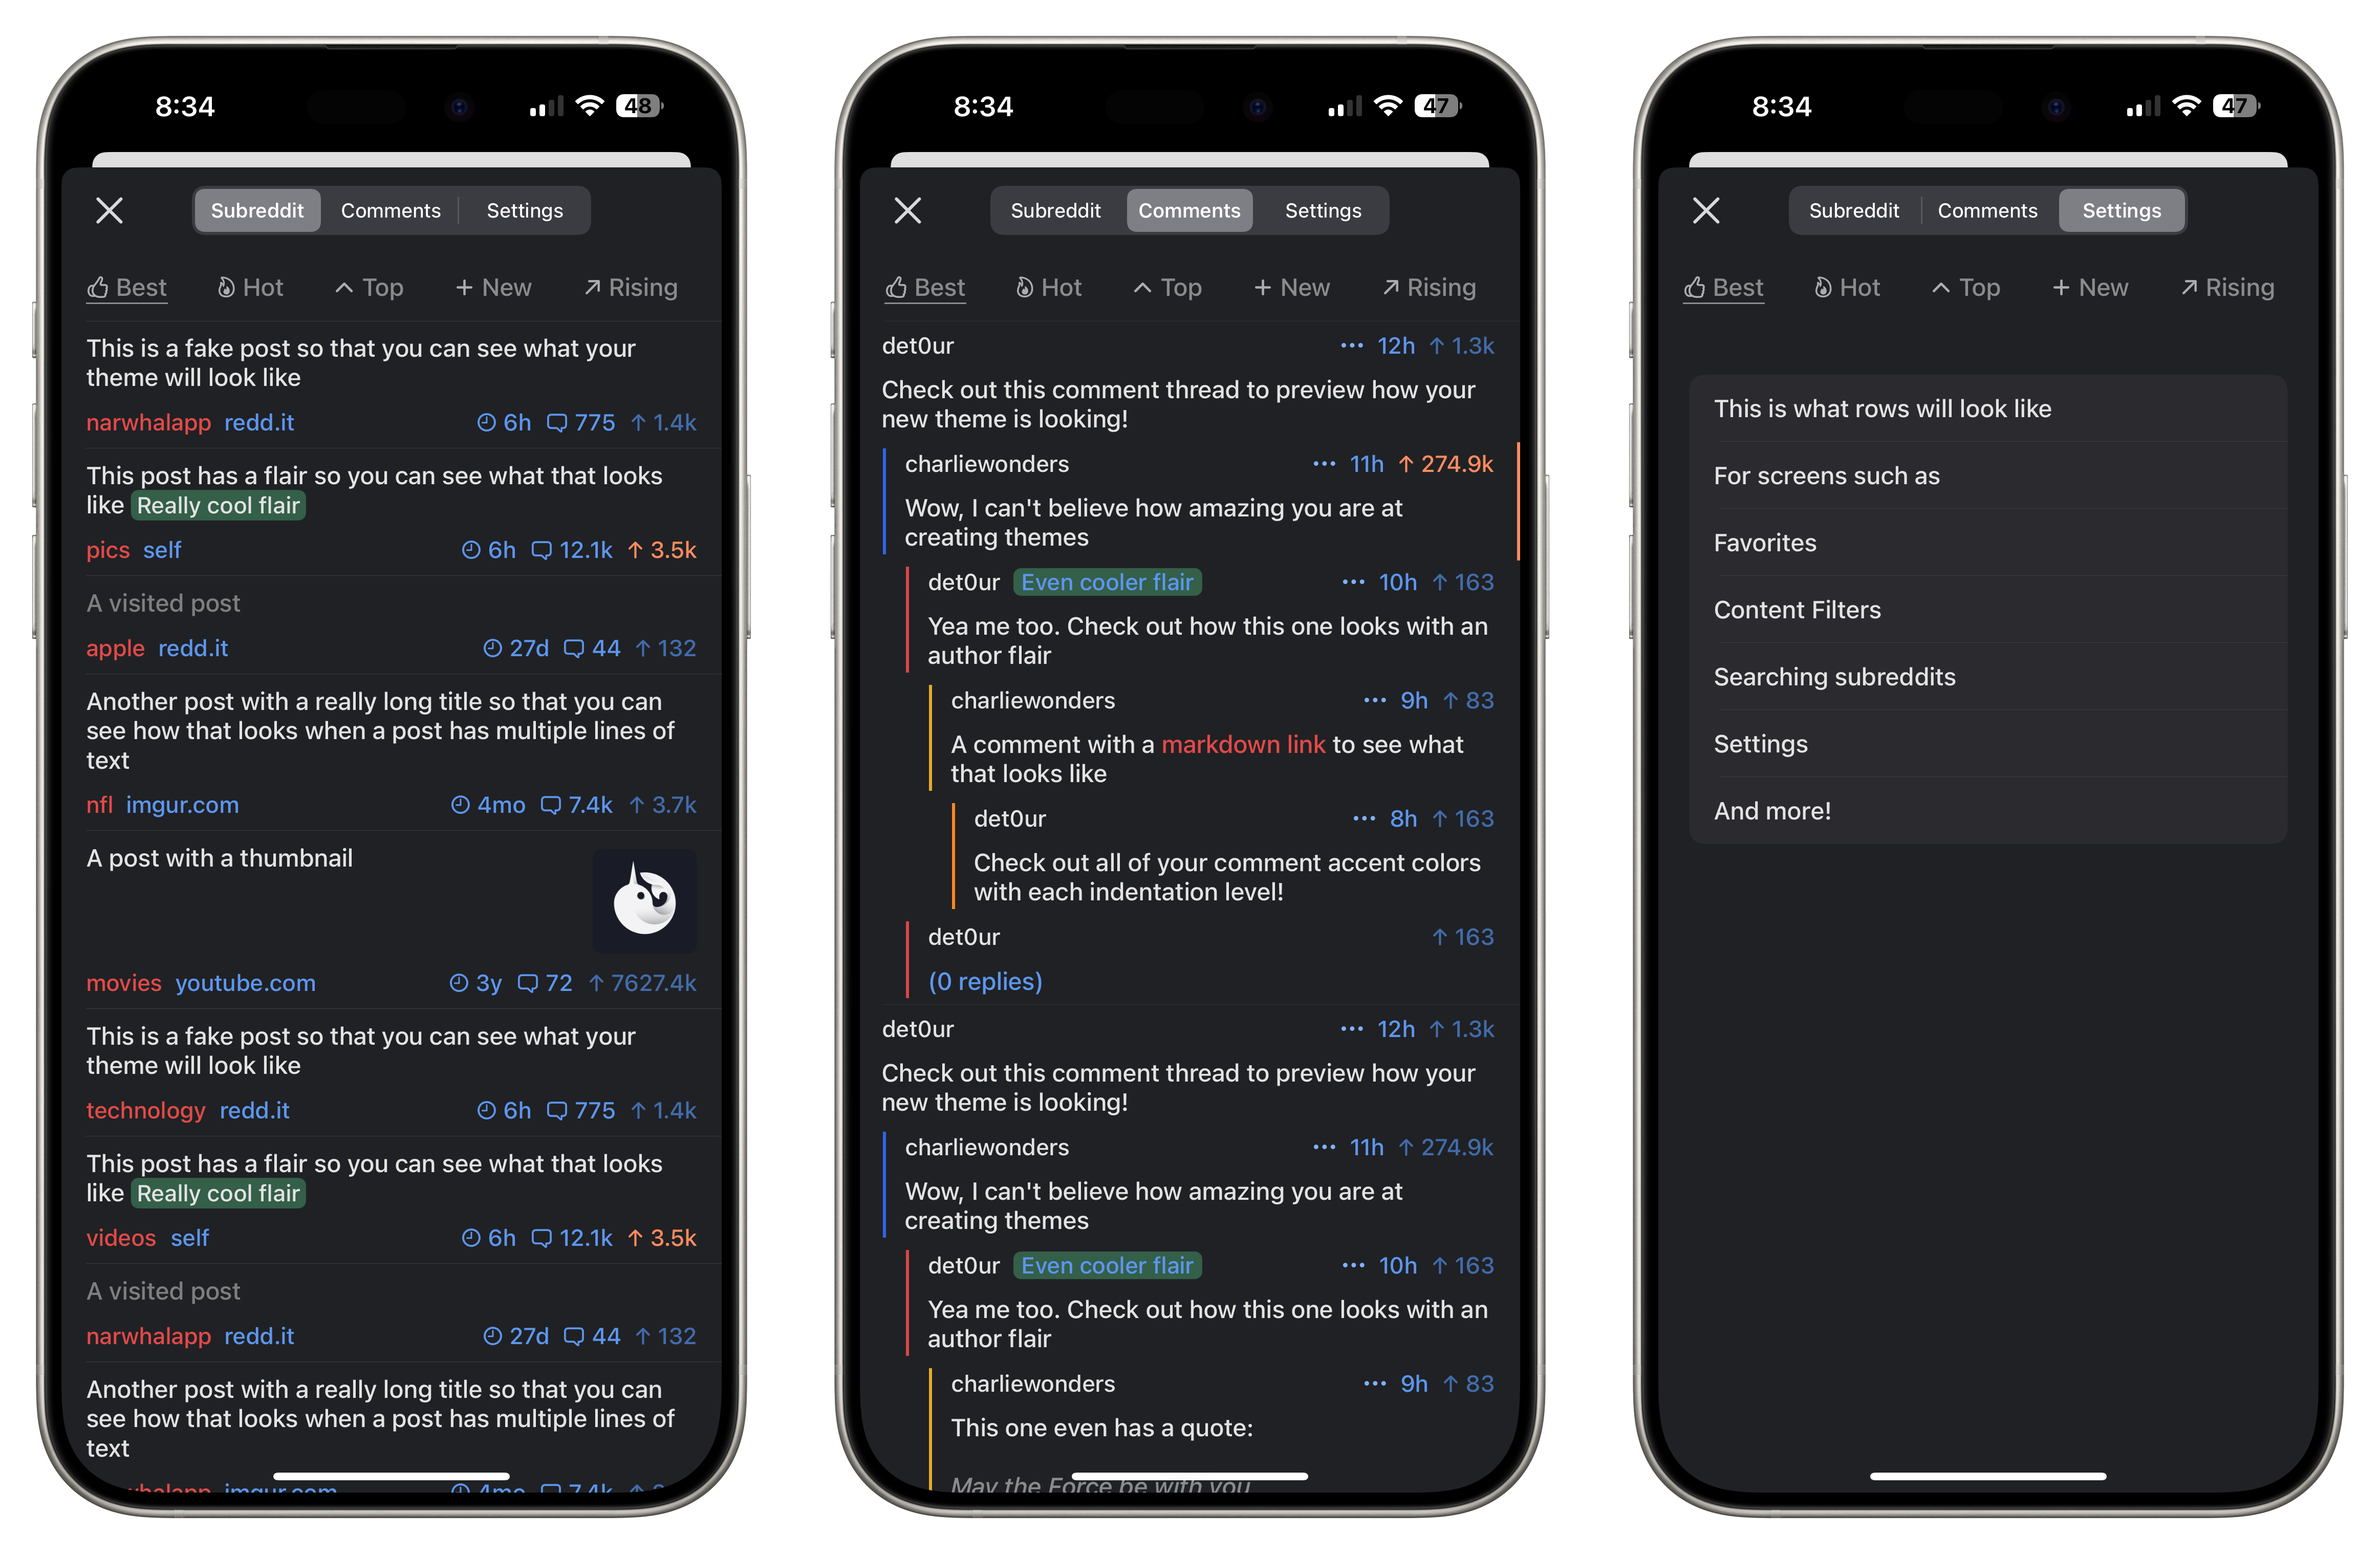 8:34
48
Subreddit Comments Settings
Best Hot Top New Rising
This is a fake post so that you can see what your
theme will look like
narwhalapp redd.it 6h 775 1.4k
This post has a flair so you can see what that looks
like Really cool flair
pics self 6h 12.1k 3.5k
A visited post
apple redd.it 27d 44 132
Another post with a really long title so that you can
see how that looks when a post has multiple lines of
text
nfl imgur.com 4mo 7.4k 3.7k
A post with a thumbnail
movies youtube.com 3y 72 7627.4k
This is a fake post so that you can see what your
theme will look like
technology redd.it 6h 775 1.4k
This post has a flair so you can see what that looks
like Really cool flair
videos self 6h 12.1k 3.5k
A visited post
narwhalapp redd.it 27d 44 132
Another post with a really long title so that you can
see how that looks when a post has multiple lines of
text
imgur.com 4mo 7.4k
8:34
47
Subreddit Comments Settings
Best Hot Top New Rising
det0ur ••• 12h 1.3k
Check out this comment thread to preview how your
new theme is looking!
charliewonders ••• 11h 274.9k
Wow, I can't believe how amazing you are at
creating themes
det0ur Even cooler flair ••• 10h 163
Yea me too. Check out how this one looks with an
author flair
charliewonders ••• 9h 83
A comment with a markdown link to see what
that looks like
det0ur ••• 8h 163
Check out all of your comment accent colors
with each indentation level!
det0ur 163
(0 replies)
det0ur ••• 12h 1.3k
Check out this comment thread to preview how your
new theme is looking!
charliewonders ••• 11h 274.9k
Wow, I can't believe how amazing you are at
creating themes
det0ur Even cooler flair ••• 10h 163
Yea me too. Check out how this one looks with an
author flair
charliewonders ••• 9h 83
This one even has a quote:
May the Force be with you
8:34
47
Subreddit Comments Settings
Best Hot Top New Rising
This is what rows will look like
For screens such as
Favorites
Content Filters
Searching subreddits
Settings
And more!